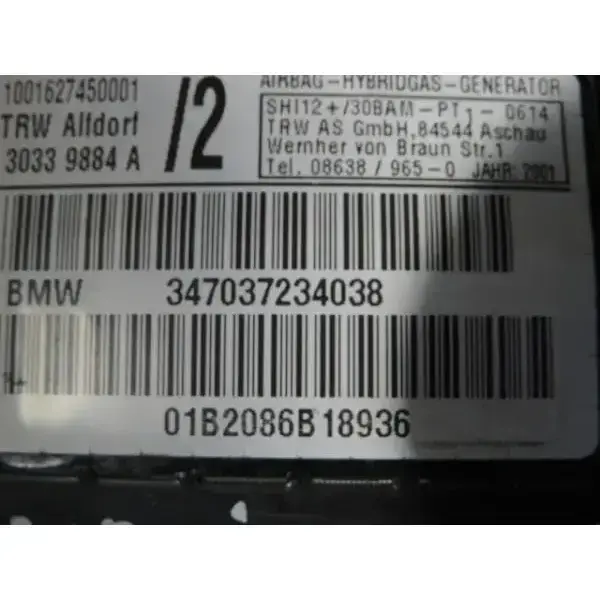 AIRBAG-HYBRIDGAS-GENERATOR
1001627450001
TRW Alfdorf
3033 9884 A
/2
SHI12+/30BAM-PT1-0614
TRW AS GmbH, 84544 Aschau
Wernher von Braun Str.1
Tel. 08638 / 965-0 JAHR: 2001
BMW 347037234038
01B2086B18936